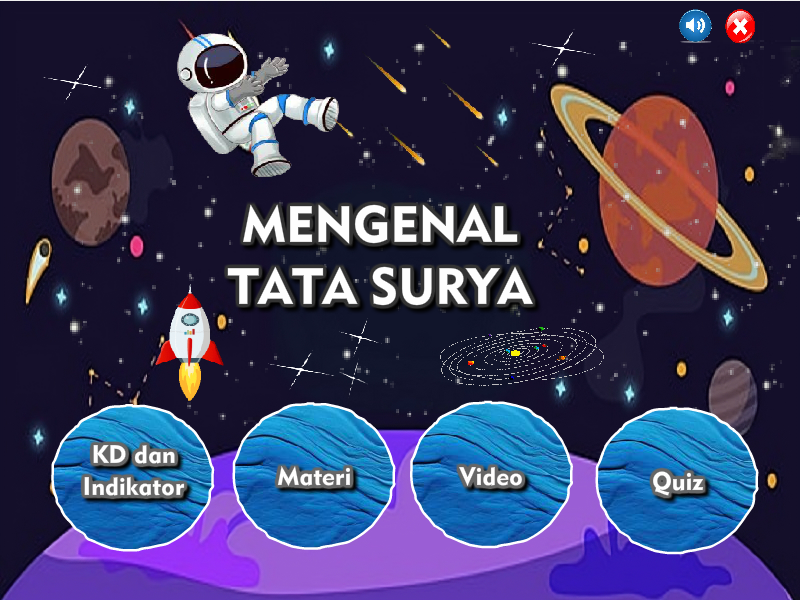 MENGENAL
TATA SURYA
KD dan
Indikator
Materi
Video
Quiz